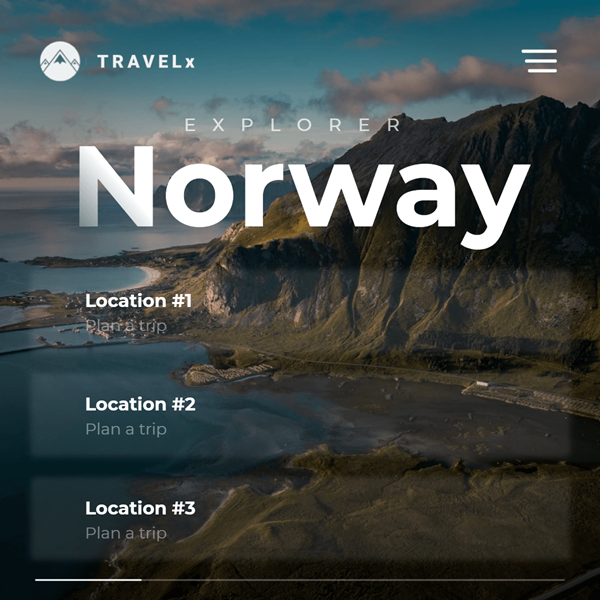 TRAVELx
EXPLORER
Norway
Location #1
Plan a trip
Location #2
Plan a trip
Location #3
Plan a trip